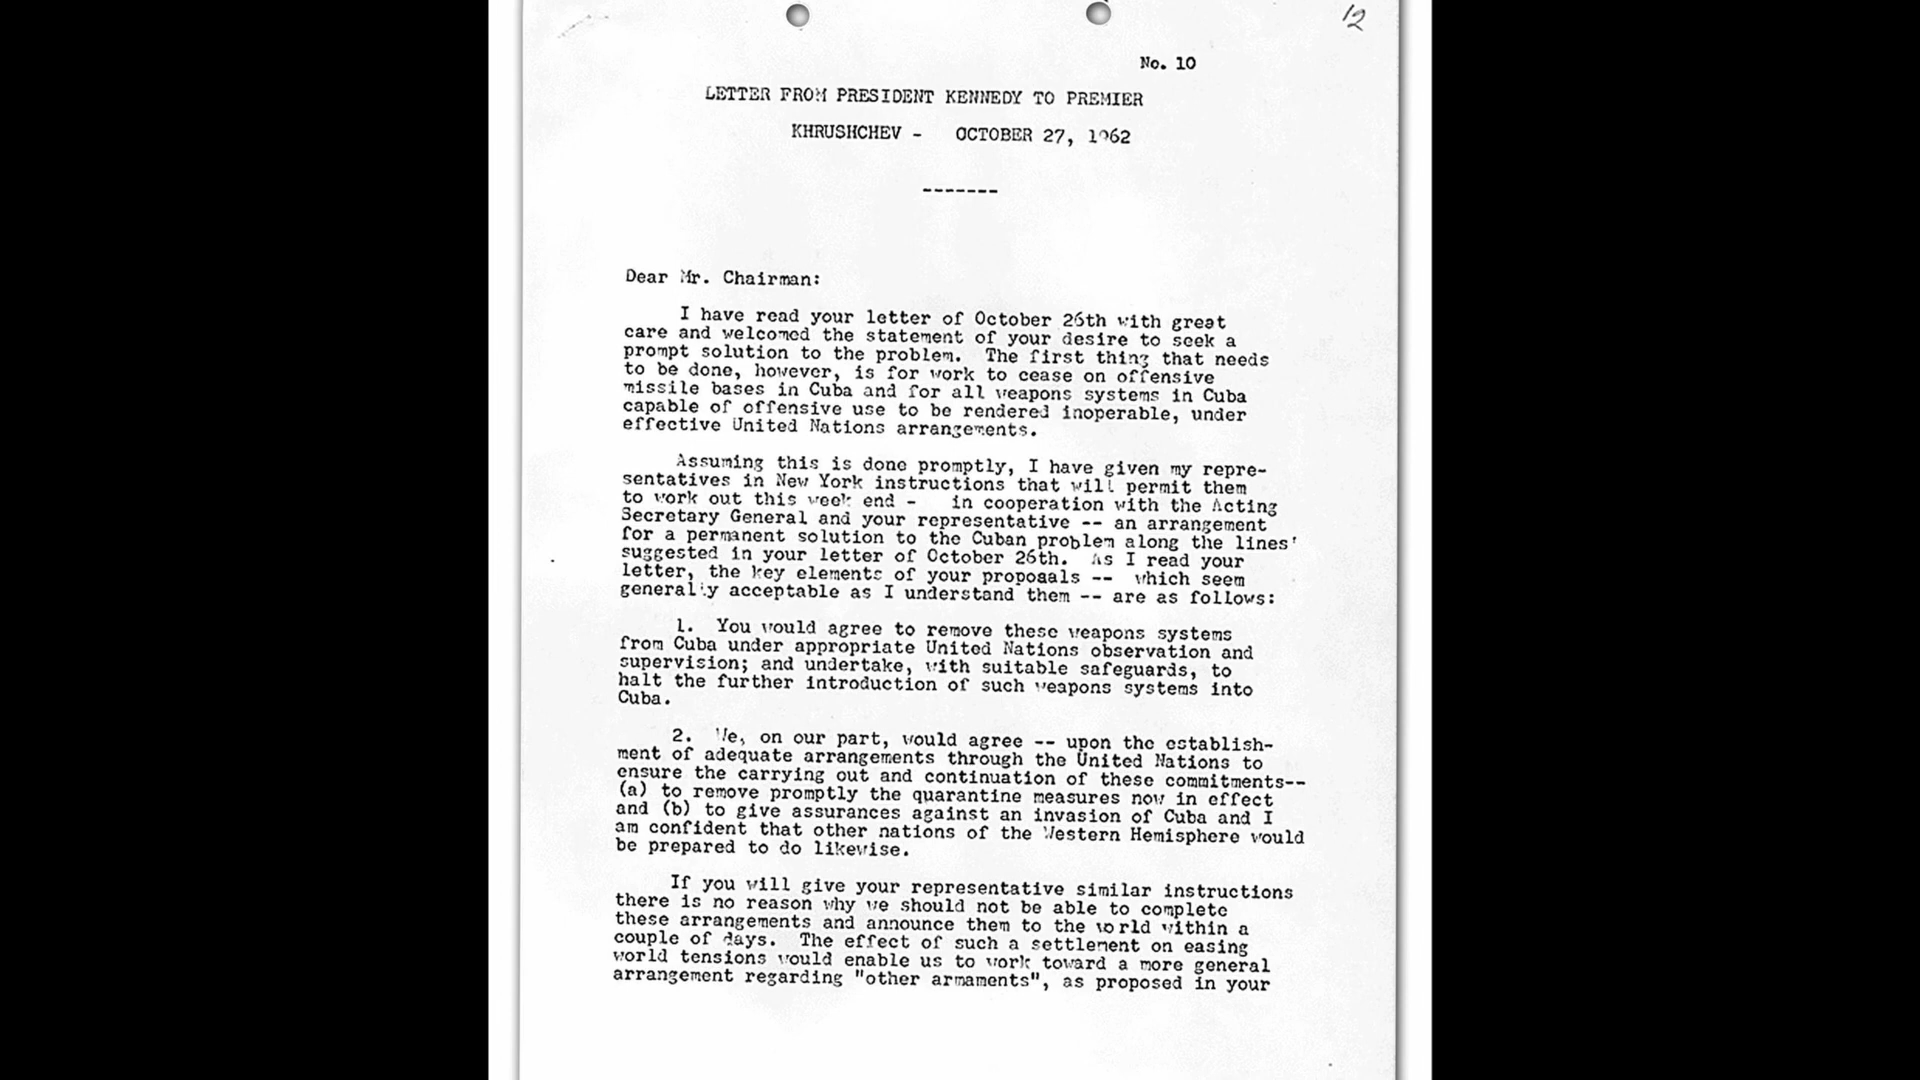 12
No. 10
LETTER FROM PRESIDENT KENNEDY TO PREMIER
KHRUSHCHEV - OCTOBER 27, 1962
-------
Dear Mr. Chairman:
I have read your letter of October 26th with great
care and welcomed the statement of your desire to seek a
prompt solution to the problem. The first thing that needs
to be done, however, is for work to cease on offensive
missile bases in Cuba and for all weapons systems in Cuba
capable of offensive use to be rendered inoperable, under
effective United Nations arrangements.
Assuming this is done promptly, I have given my repre-
sentatives in New York instructions that will permit them
to work out this week end - in cooperation with the Acting
Secretary General and your representative -- an arrangement
for a permanent solution to the Cuban problem along the lines'
suggested in your letter of October 26th. As I read your
letter, the key elements of your propoaals -- which seem
generally acceptable as I understand them -- are as follows:
1. You would agree to remove these weapons systems
from Cuba under appropriate United Nations observation and
supervision; and undertake, with suitable safeguards, to
halt the further introduction of such weapons systems into
Cuba.
2. We, on our part, would agree -- upon the establish-
ment of adequate arrangements through the United Nations to
ensure the carrying out and continuation of these commitments--
(a) to remove promptly the quarantine measures now in effect
and (b) to give assurances against an invasion of Cuba and I
am confident that other nations of the Western Hemisphere would
be prepared to do likewise.
If you will give your representative similar instructions
there is no reason why we should not be able to complete
these arrangements and announce them to the world within a
couple of days. The effect of such a settlement on easing
world tensions would enable us to work toward a more general
arrangement regarding "other armaments", as proposed in your